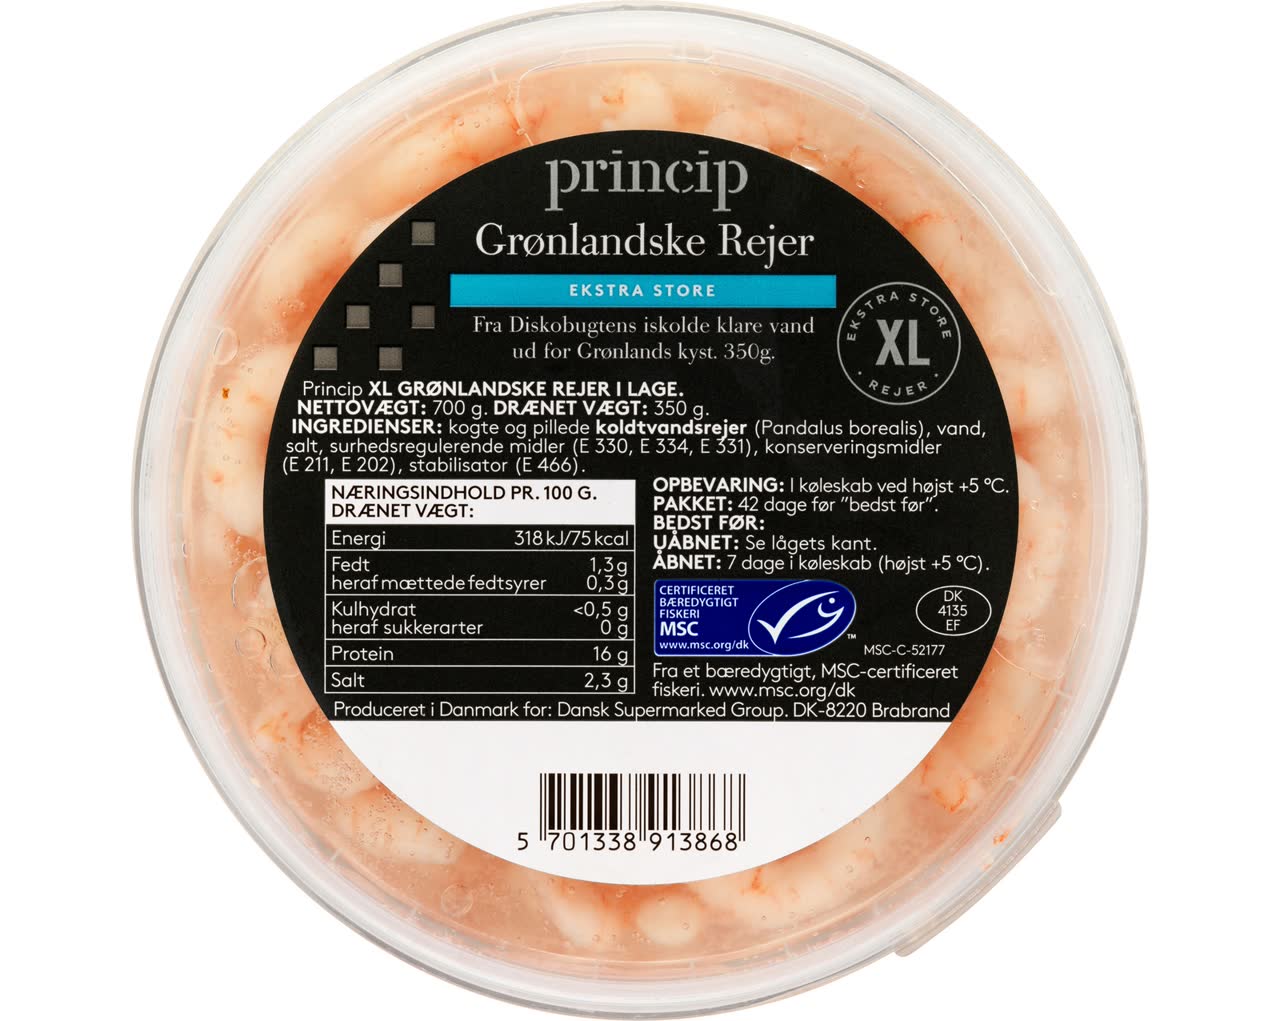 princip
Grønlandske Rejer
EKSTRA STORE
Fra Diskobugtens iskolde klare vand
ud for Grønlands kyst. 350g.
EKSTRA STORE
XL
· REJER ·
Princip XL GRØNLANDSKE REJER I LAGE.
NETTOVÆGT: 700 g. DRÆNET VÆGT: 350 g.
INGREDIENSER: kogte og pillede koldtvandsrejer (Pandalus borealis), vand,
salt, surhedsregulerende midler (E 330, E 334, E 331), konserveringsmidler
(E 211, E 202), stabilisator (E 466).
NÆRINGSINDHOLD PR. 100 G.
DRÆNET VÆGT:
Energi 318 kJ/75 kcal
Fedt 1,3 g
heraf mættede fedtsyrer 0,3 g
Kulhydrat <0,5 g
heraf sukkerarter 0 g
Protein 16 g
Salt 2,3 g
OPBEVARING: I køleskab ved højst +5 °C.
PAKKET: 42 dage før "bedst før".
BEDST FØR:
UÅBNET: Se lågets kant.
ÅBNET: 7 dage i køleskab (højst +5 °C).
CERTIFICERET
BÆREDYGTIGT
FISKERI
MSC
www.msc.org/dk
TM
DK
4135
EF
MSC-C-52177
Fra et bæredygtigt, MSC-certificeret
fiskeri. www.msc.org/dk
Produceret i Danmark for: Dansk Supermarked Group. DK-8220 Brabrand
5 701338 913868